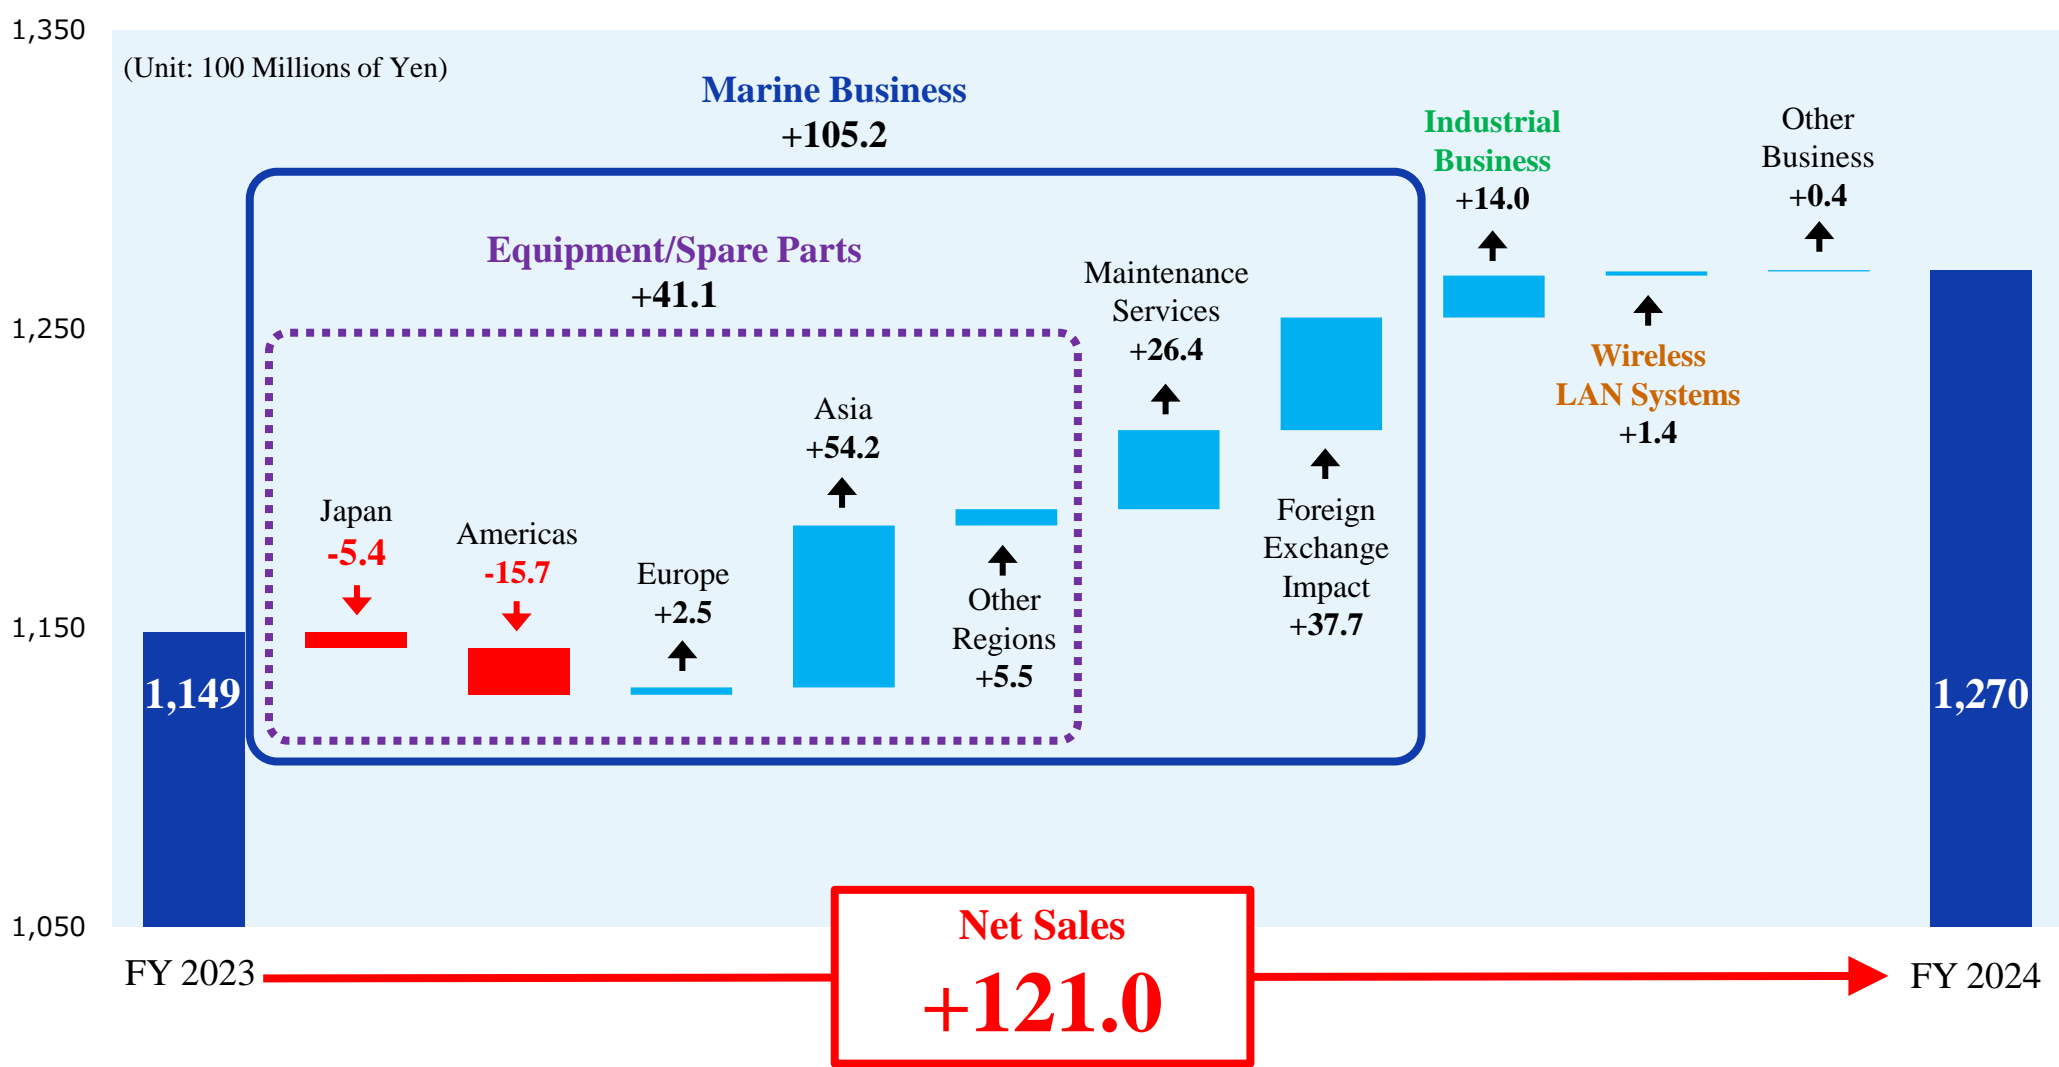 1,350
(Unit: 100 Millions of Yen)
Marine Business
+105.2
Industrial
Business
+14.0
Other
Business
+0.4
Equipment/Spare Parts
+41.1
Maintenance
Services
+26.4
1,250
Wireless
LAN Systems
+1.4
Asia
+54.2
Japan
-5.4
Americas
-15.7
Europe
+2.5
Other
Regions
+5.5
Foreign
Exchange
Impact
+37.7
1,150
1,149
1,270
1,050
Net Sales
+121.0
FY 2023
FY 2024